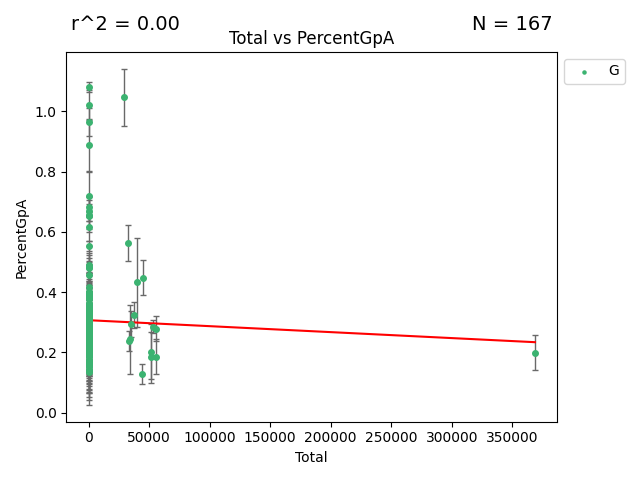 r^2 = 0.00
N = 167
Total vs PercentGpA
G
PercentGpA
1.0
0.8
0.6
0.4
0.2
0.0
0
50000
100000
150000
200000
250000
300000
350000
Total